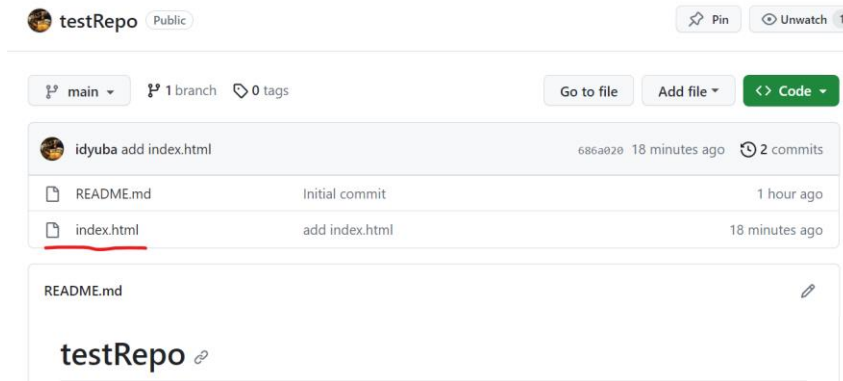 testRepo Public Pin Unwatch 1
main 1 branch 0 tags Go to file Add file <> Code
idyuba add index.html 686a020 18 minutes ago 2 commits
README.md Initial commit 1 hour ago
index.html add index.html 18 minutes ago
README.md
testRepo